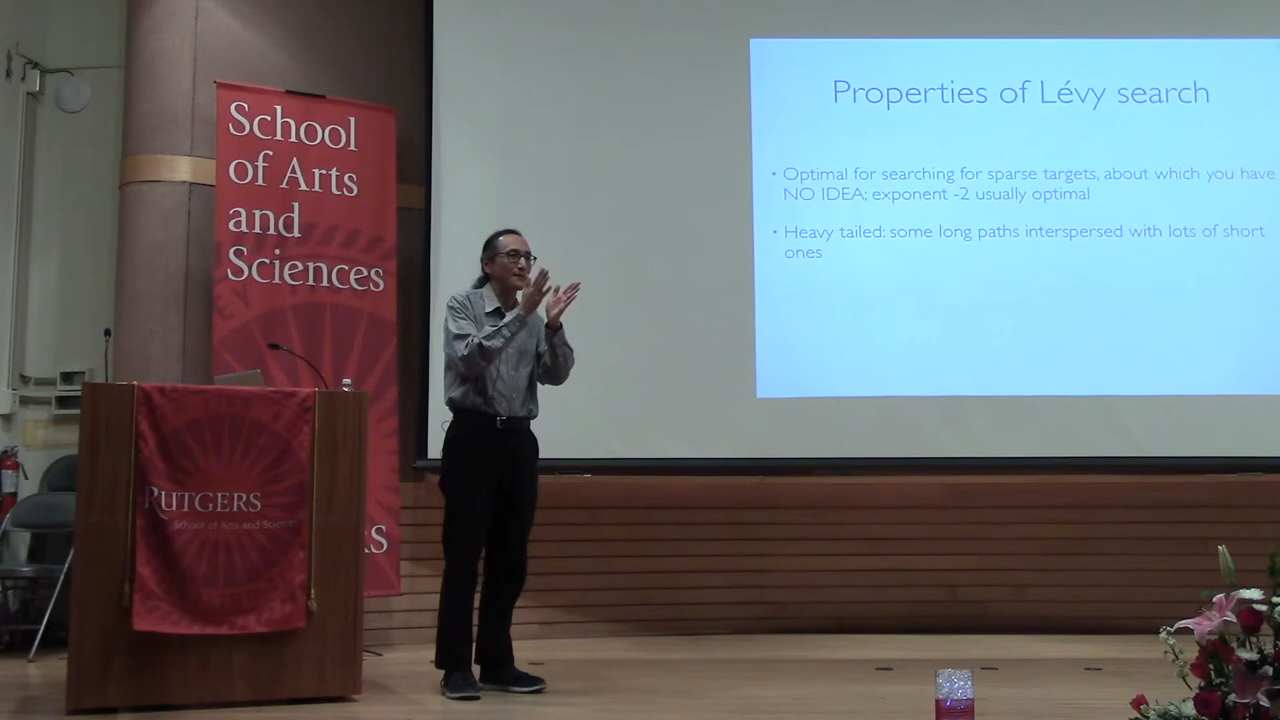 School
of Arts
and
Sciences
RUTGERS
School of Arts and Sciences
Properties of Lévy search
• Optimal for searching for sparse targets, about which you have
NO IDEA; exponent -2 usually optimal
• Heavy tailed: some long paths interspersed with lots of short
ones